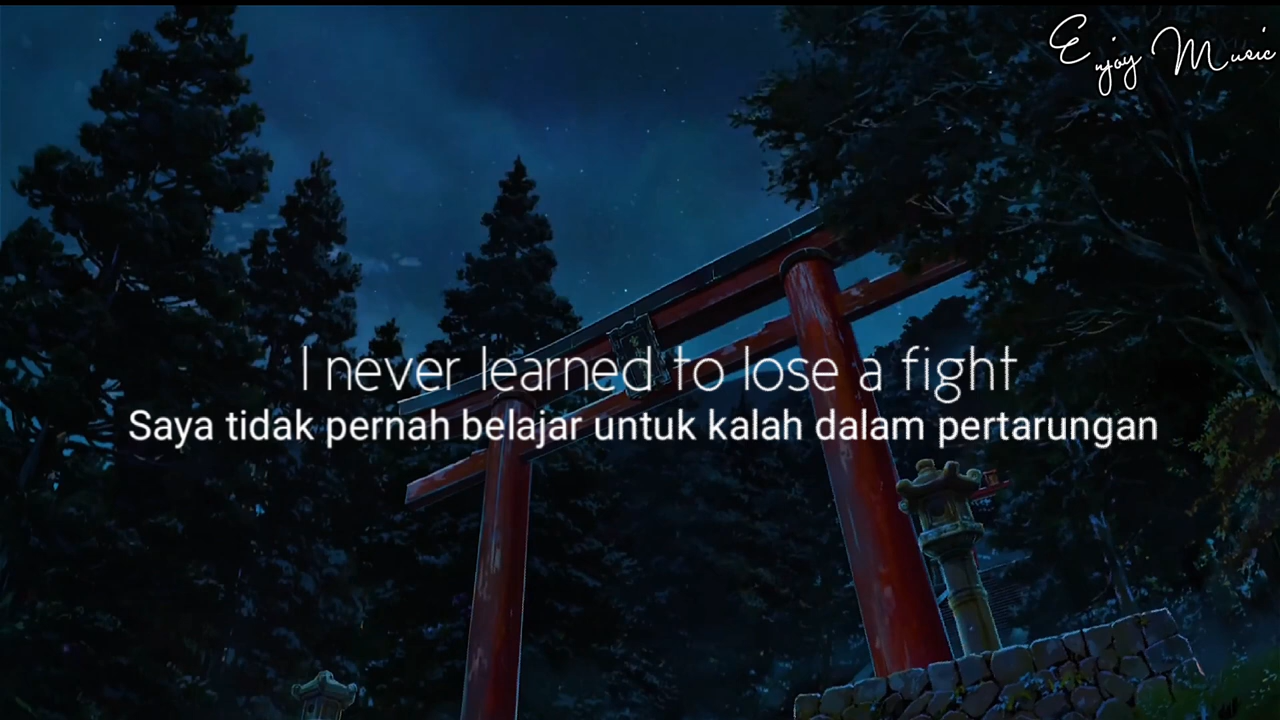 Enjoy Music
I never learned to lose a fight
Saya tidak pernah belajar untuk kalah dalam pertarungan